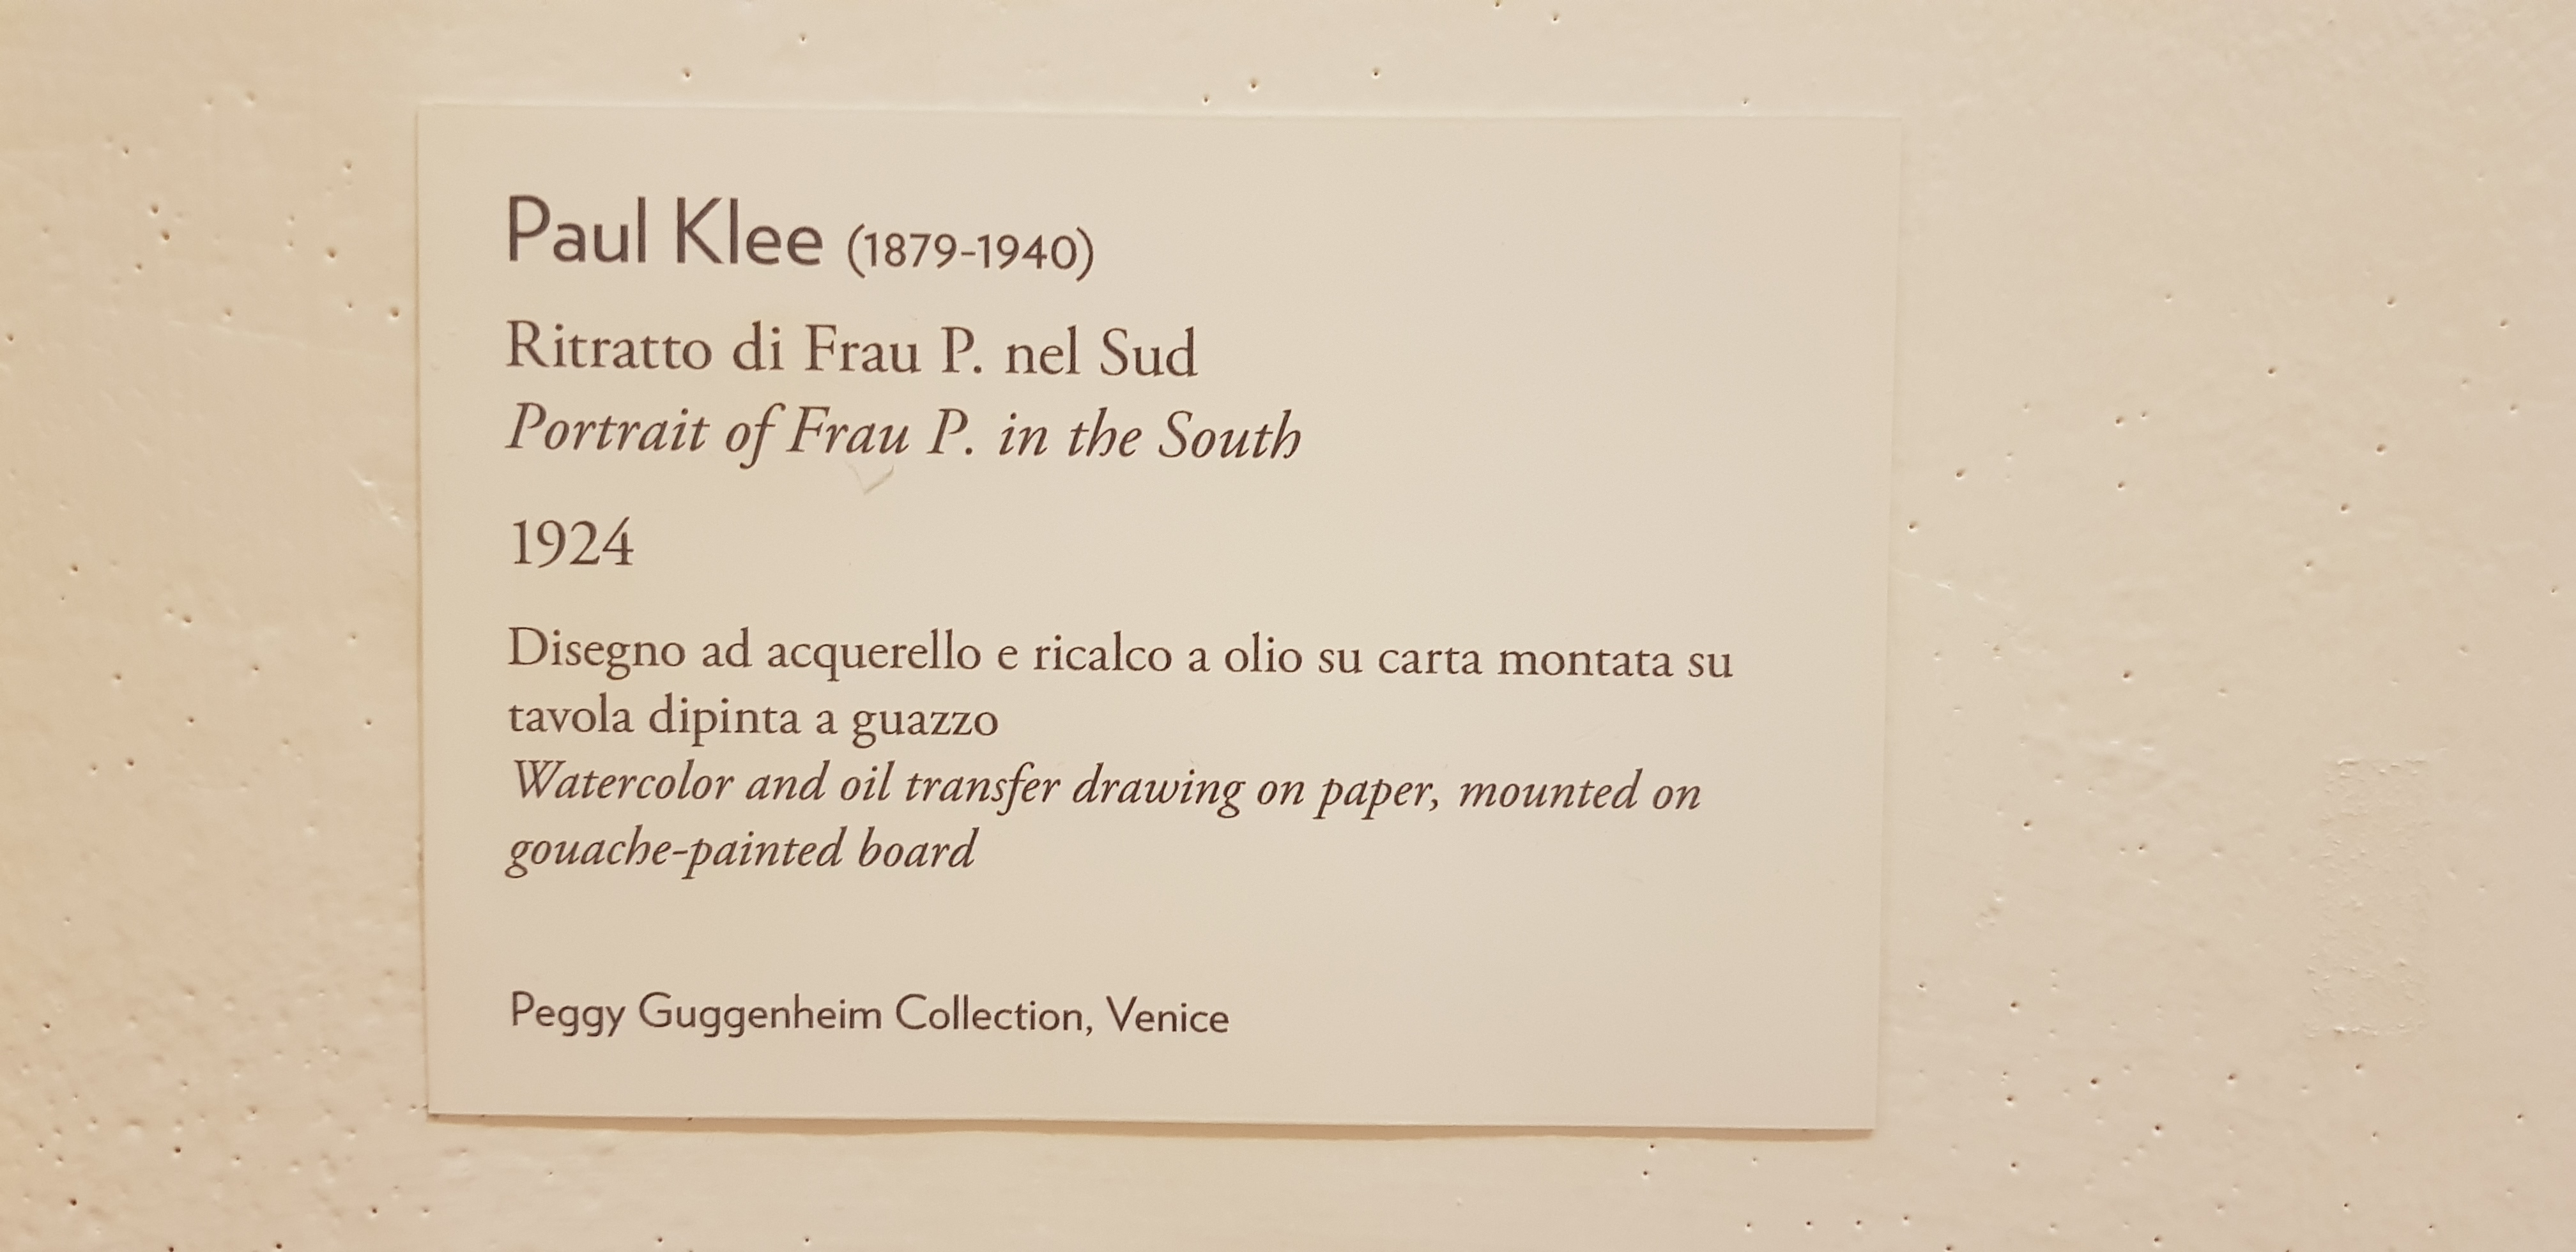 Paul Klee (1879-1940)
Ritratto di Frau P. nel Sud
Portrait of Frau P. in the South
1924
Disegno ad acquerello e ricalco a olio su carta montata su
tavola dipinta a guazzo
Watercolor and oil transfer drawing on paper, mounted on
gouache-painted board
Peggy Guggenheim Collection, Venice